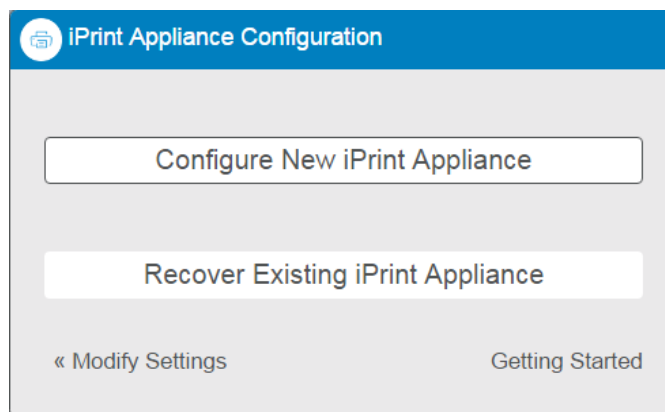 iPrint Appliance Configuration
Configure New iPrint Appliance
Recover Existing iPrint Appliance
« Modify Settings
Getting Started